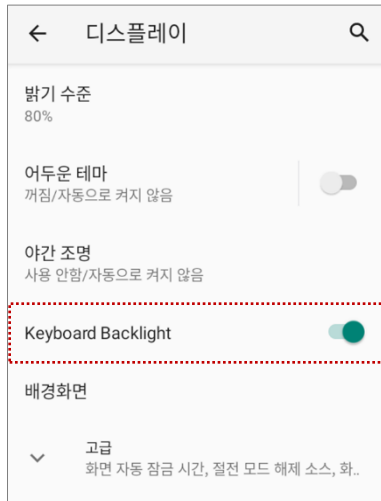 디스플레이
밝기 수준
80%
어두운 테마
꺼짐/자동으로 켜지 않음
야간 조명
사용 안함/자동으로 켜지 않음
Keyboard Backlight
배경화면
고급
화면 자동 잠금 시간, 절전 모드 해제 소스, 화..